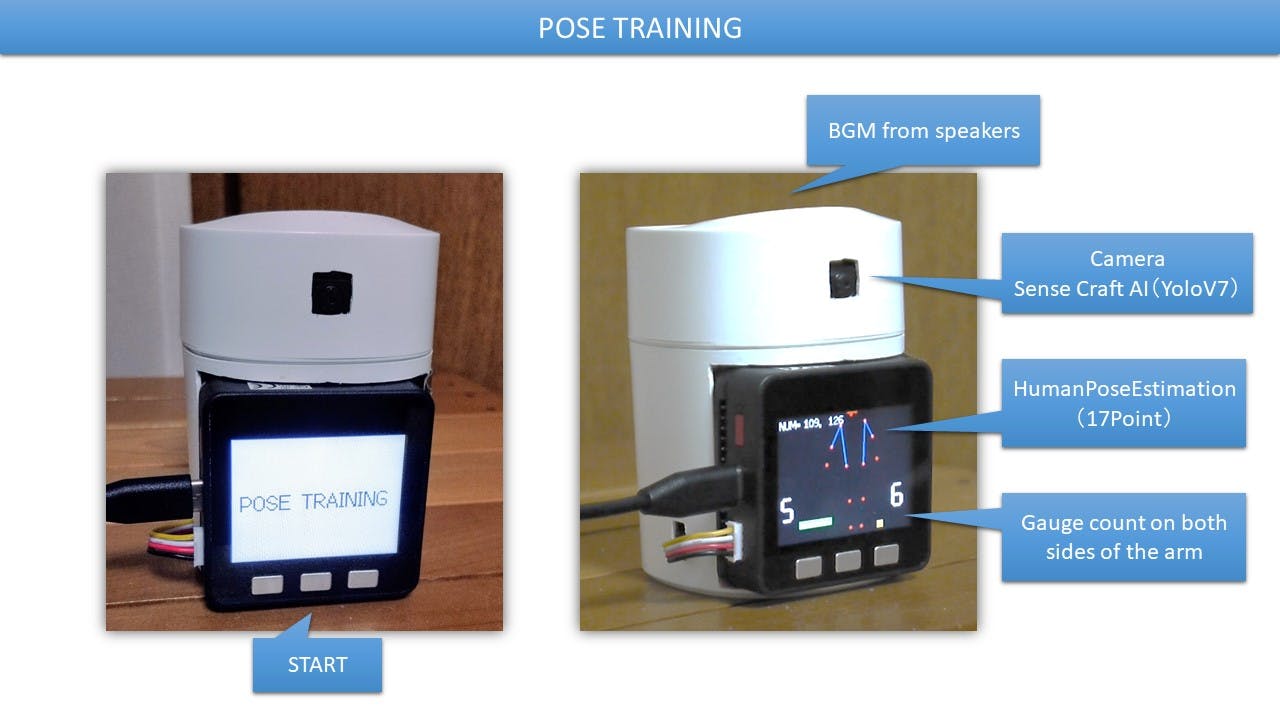 POSE TRAINING
BGM from speakers
Camera
Sense Craft AI（YoloV7）
HumanPoseEstimation
（17Point）
Gauge count on both
sides of the arm
POSE TRAINING
START
NUM= 109, 126
5
6